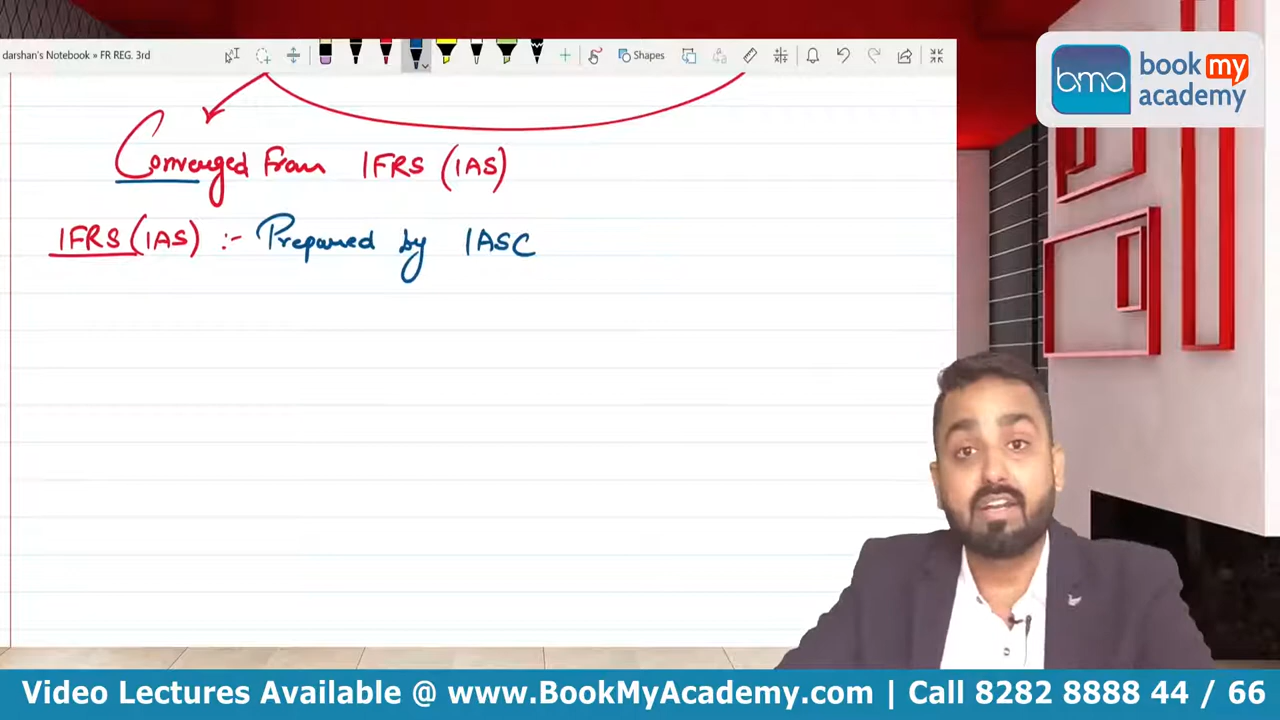 darshan's Notebook » FR REG. 3rd
Shapes
bma book my academy
Converged From IFRS (IAS)
IFRS (IAS) :- Prepared by IASC
Video Lectures Available @ www.BookMyAcademy.com | Call 8282 8888 44 / 66